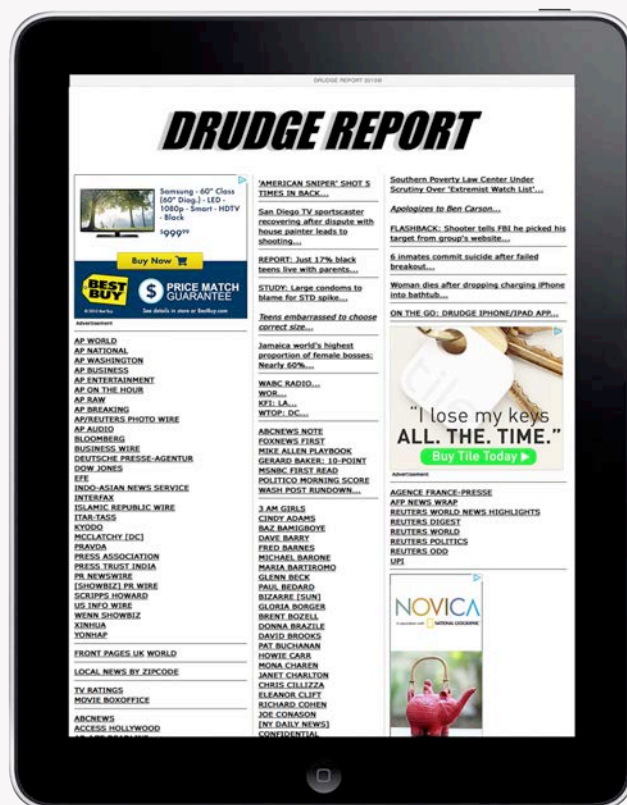 DRUDGE REPORT 2015®
DRUDGE REPORT
Samsung - 60" Class
(60" Diag.) - LED -
1080p - Smart - HDTV
- Black
$999⁹⁹
Buy Now
BEST
BUY
PRICE MATCH
GUARANTEE
See details in store or BestBuy.com
Advertisement
AP WORLD
AP NATIONAL
AP WASHINGTON
AP BUSINESS
AP ENTERTAINMENT
AP ON THE HOUR
AP RAW
AP BREAKING
AP/REUTERS PHOTO WIRE
AP AUDIO
BLOOMBERG
BUSINESS WIRE
DEUTSCHE PRESSE-AGENTUR
DOW JONES
EFE
INDO-ASIAN NEWS SERVICE
INTERFAX
ISLAMIC REPUBLIC WIRE
ITAR-TASS
KYODO
MCCLATCHY [DC]
PRAVDA
PRESS ASSOCIATION
PRESS TRUST INDIA
PR NEWSWIRE
[SHOWBIZ] PR WIRE
SCRIPPS HOWARD
US INFO WIRE
WENN SHOWBIZ
XINHUA
YONHAP
FRONT PAGES UK WORLD
LOCAL NEWS BY ZIPCODE
TV RATINGS
MOVIE BOXOFFICE
ABCNEWS
ACCESS HOLLYWOOD
'AMERICAN SNIPER' SHOT 5
TIMES IN BACK...
San Diego TV sportscaster
recovering after dispute with
house painter leads to
shooting...
REPORT: Just 17% black
teens live with parents...
STUDY: Large condoms to
blame for STD spike...
Teens embarrassed to choose
correct size...
Jamaica world's highest
proportion of female bosses:
Nearly 60%...
WABC RADIO...
WOR...
KFI: LA...
WTOP: DC...
ABCNEWS NOTE
FOXNEWS FIRST
MIKE ALLEN PLAYBOOK
GERARD BAKER: 10-POINT
MSNBC FIRST READ
POLITICO MORNING SCORE
WASH POST RUNDOWN...
3 AM GIRLS
CINDY ADAMS
BAZ BAMIGBOYE
DAVE BARRY
FRED BARNES
MICHAEL BARONE
MARIA BARTIROMO
GLENN BECK
PAUL BEDARD
BIZARRE [SUN]
GLORIA BORGER
BRENT BOZELL
DONNA BRAZILE
DAVID BROOKS
PAT BUCHANAN
HOWIE CARR
MONA CHAREN
JANET CHARLTON
CHRIS CILLIZZA
ELEANOR CLIFT
RICHARD COHEN
JOE CONASON
[NY DAILY NEWS]
CONFIDENTIAL
Southern Poverty Law Center Under
Scrutiny Over 'Extremist Watch List'...
Apologizes to Ben Carson...
FLASHBACK: Shooter tells FBI he picked his
target from group's website...
6 inmates commit suicide after failed
breakout...
Woman dies after dropping charging iPhone
into bathtub...
ON THE GO: DRUDGE IPHONE/IPAD APP...
tile
"I lose my keys
ALL. THE. TIME."
Buy Tile Today
Advertisement
AGENCE FRANCE-PRESSE
AFP NEWS WRAP
REUTERS WORLD NEWS HIGHLIGHTS
REUTERS DIGEST
REUTERS WORLD
REUTERS POLITICS
REUTERS ODD
UPI
NOVICA
In association with NATIONAL GEOGRAPHIC